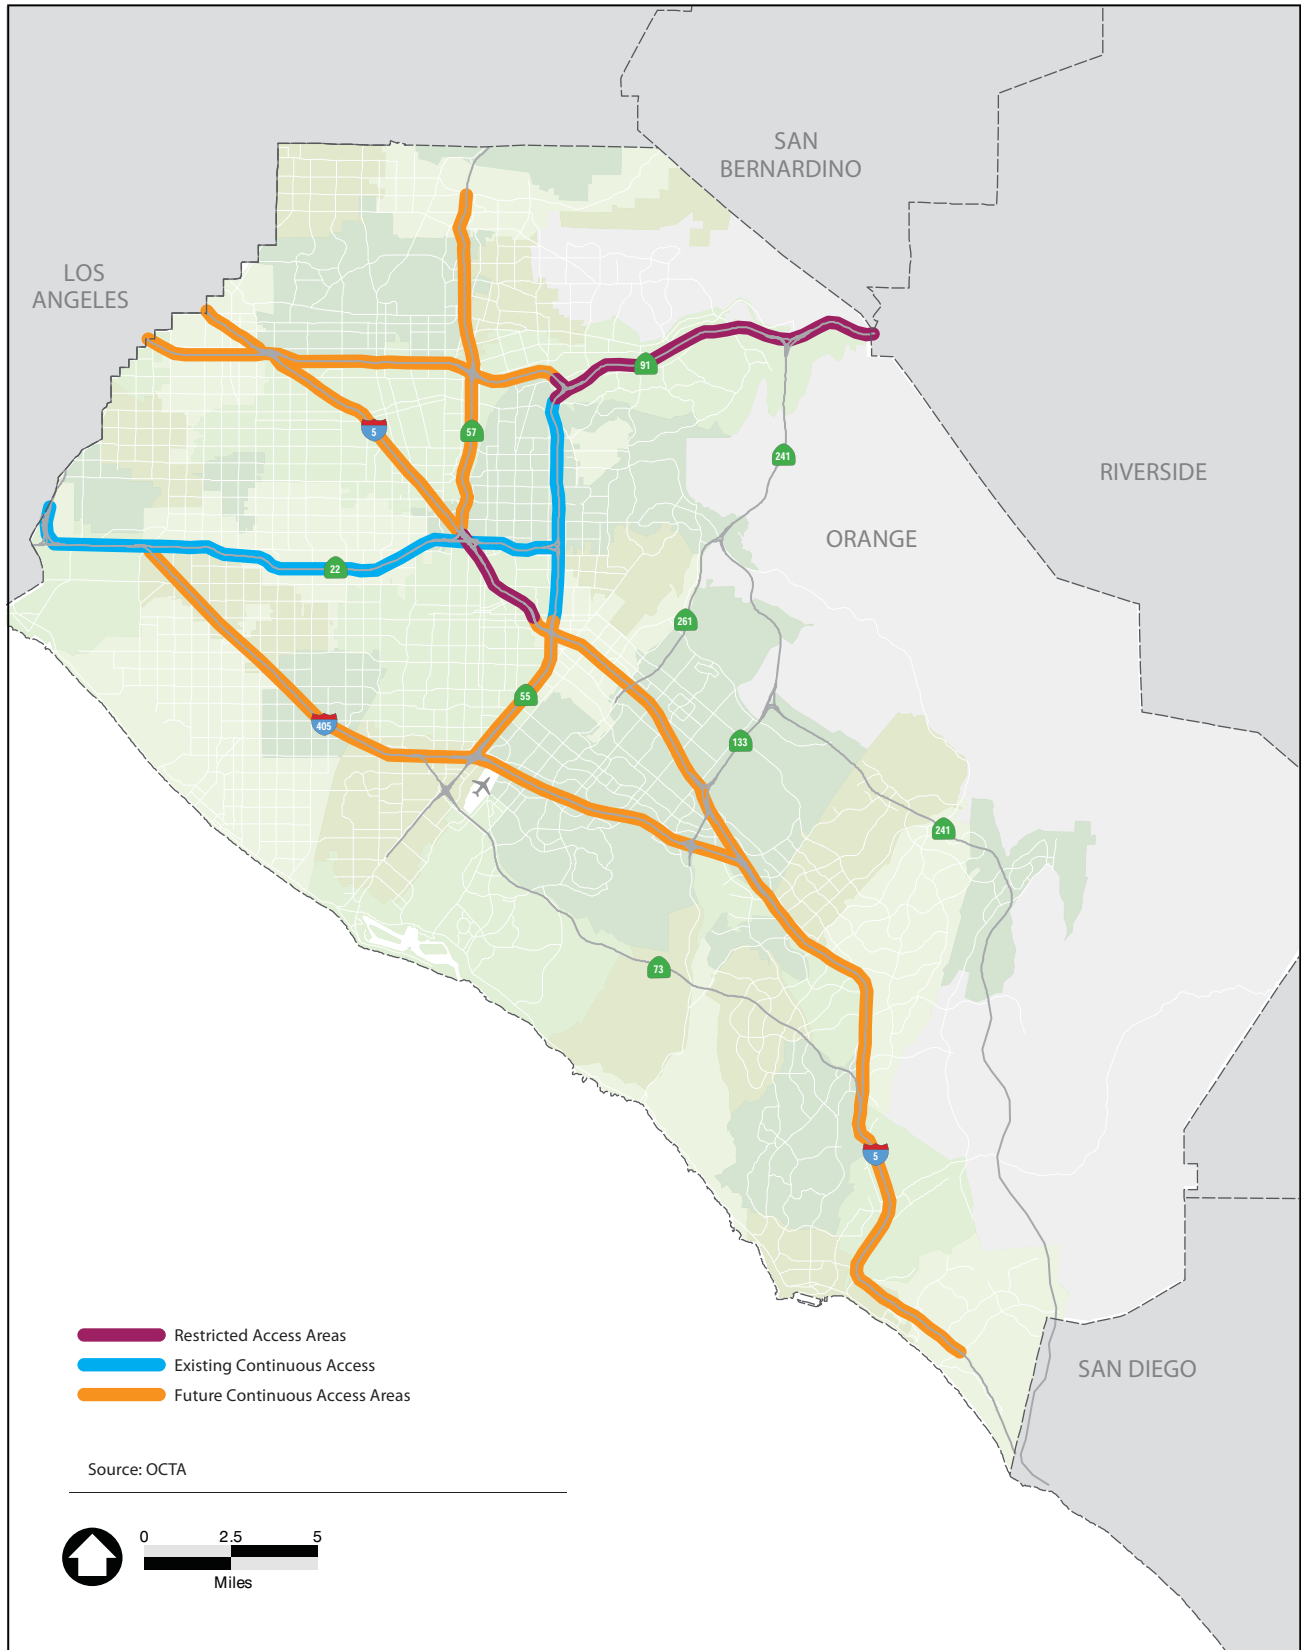 SAN
BERNARDINO
LOS
ANGELES
91
5
57
241
RIVERSIDE
ORANGE
22
261
55
405
133
241
73
5
Restricted Access Areas
Existing Continuous Access
SAN DIEGO
Future Continuous Access Areas
Source: OCTA
0 2.5 5
Miles